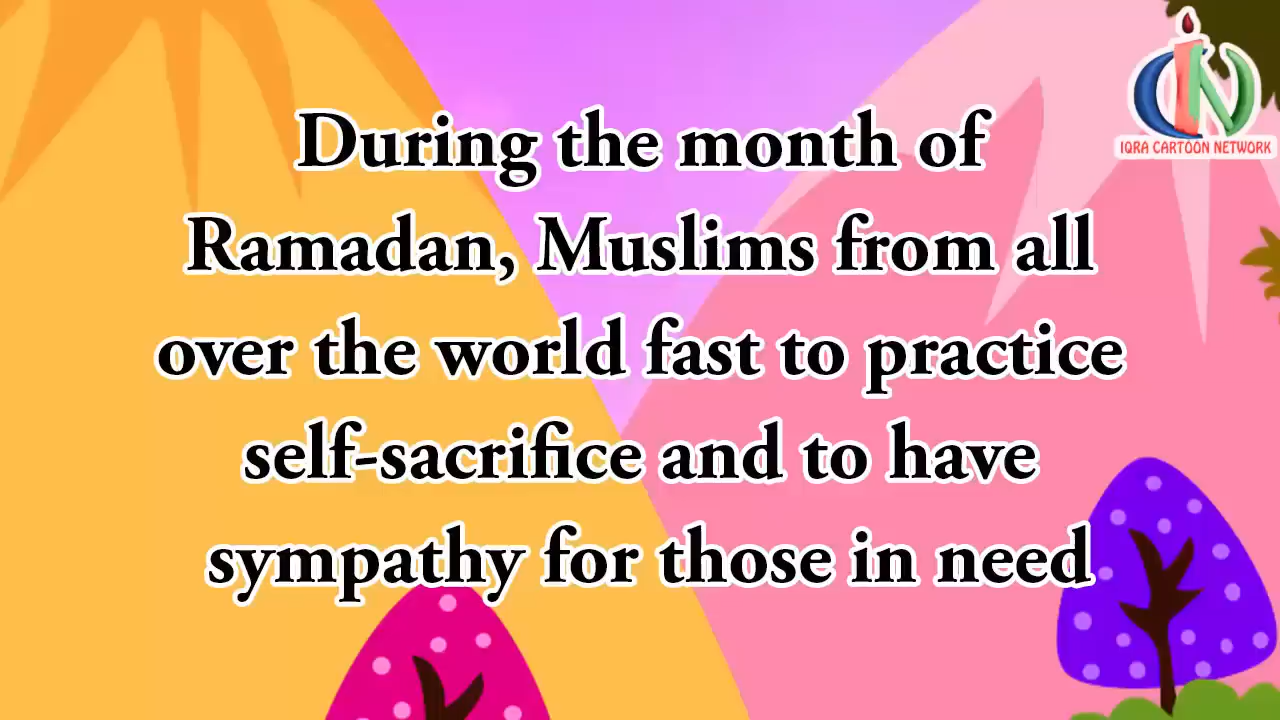 IQRA CARTOON NETWORK
During the month of
Ramadan, Muslims from all
over the world fast to practice
self-sacrifice and to have
sympathy for those in need